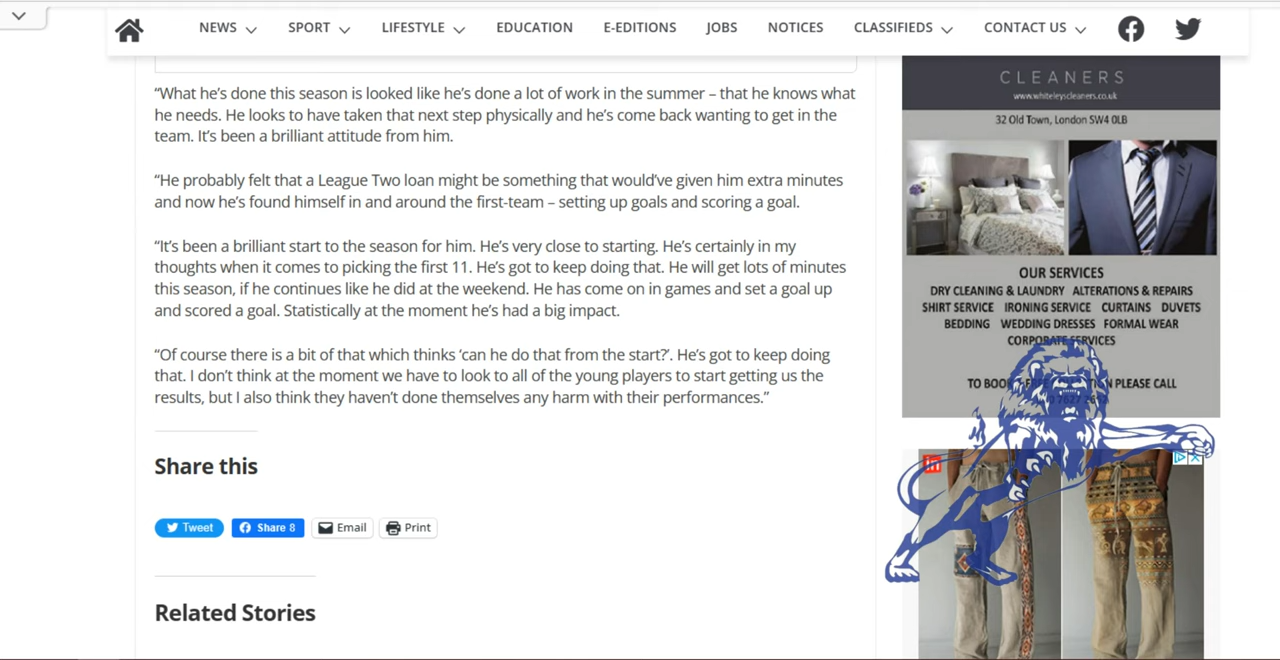 NEWS SPORT LIFESTYLE EDUCATION E-EDITIONS JOBS NOTICES CLASSIFIEDS CONTACT US
“What he’s done this season is looked like he’s done a lot of work in the summer – that he knows what
he needs. He looks to have taken that next step physically and he’s come back wanting to get in the
team. It’s been a brilliant attitude from him.
“He probably felt that a League Two loan might be something that would’ve given him extra minutes
and now he’s found himself in and around the first-team – setting up goals and scoring a goal.
“It’s been a brilliant start to the season for him. He’s very close to starting. He’s certainly in my
thoughts when it comes to picking the first 11. He’s got to keep doing that. He will get lots of minutes
this season, if he continues like he did at the weekend. He has come on in games and set a goal up
and scored a goal. Statistically at the moment he’s had a big impact.
“Of course there is a bit of that which thinks ‘can he do that from the start?’. He’s got to keep doing
that. I don’t think at the moment we have to look to all of the young players to start getting us the
results, but I also think they haven’t done themselves any harm with their performances.”
Share this
Tweet Share 8 Email Print
Related Stories
CLEANERS
www.whiteleyscleaners.co.uk
32 Old Town, London SW4 0LB
OUR SERVICES
DRY CLEANING & LAUNDRY ALTERATIONS & REPAIRS
SHIRT SERVICE IRONING SERVICE CURTAINS DUVETS
BEDDING WEDDING DRESSES FORMAL WEAR
CORPORATE SERVICES
TO BOOK PLEASE CALL